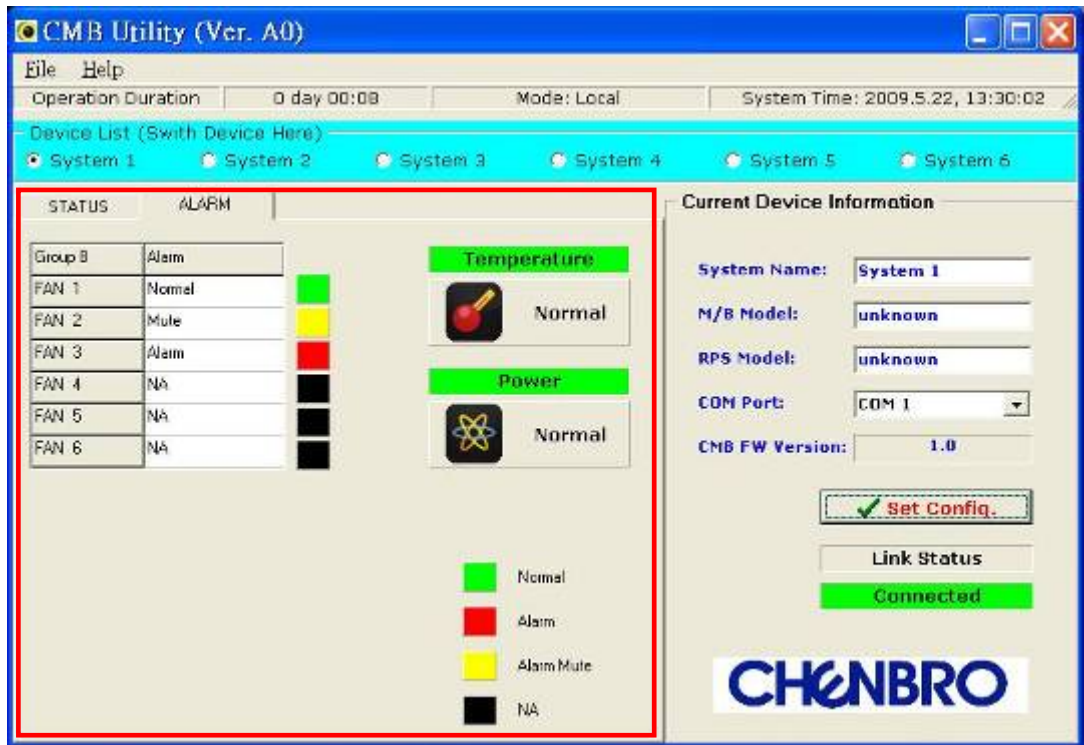 CMB Utility (Ver. A0)
File Help
Operation Duration 0 day 00:08 Mode: Local System Time: 2009.5.22, 13:30:02
Device List (Swith Device Here)
System 1 System 2 System 3 System 4 System 5 System 6
STATUS ALARM
Group B Alarm
FAN 1 Normal
FAN 2 Mute
FAN 3 Alarm
FAN 4 NA
FAN 5 NA
FAN 6 NA
Temperature
Normal
Power
Normal
Normal
Alarm
Alarm Mute
NA
Current Device Information
System Name: System 1
M/B Model: unknown
RPS Model: unknown
COM Port: COM 1
CMB FW Version: 1.0
Set Config.
Link Status
Connected
CHENBRO